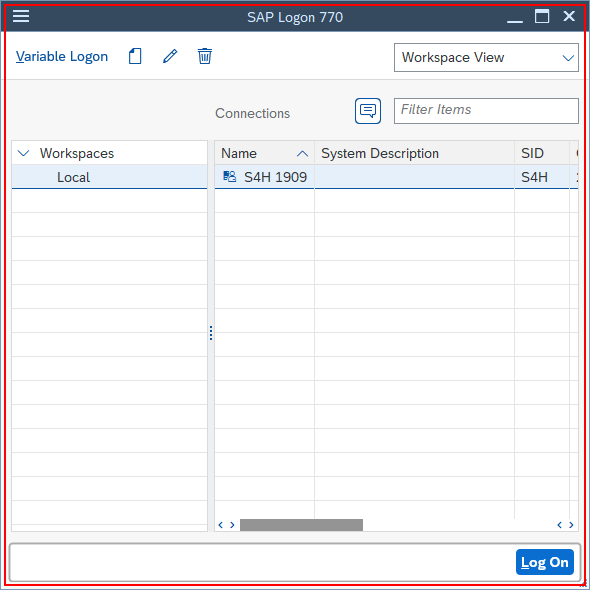 SAP Logon 770
Variable Logon
Workspace View
Connections
Filter Items
Workspaces
Name
System Description
SID
Local
S4H 1909
S4H
Log On